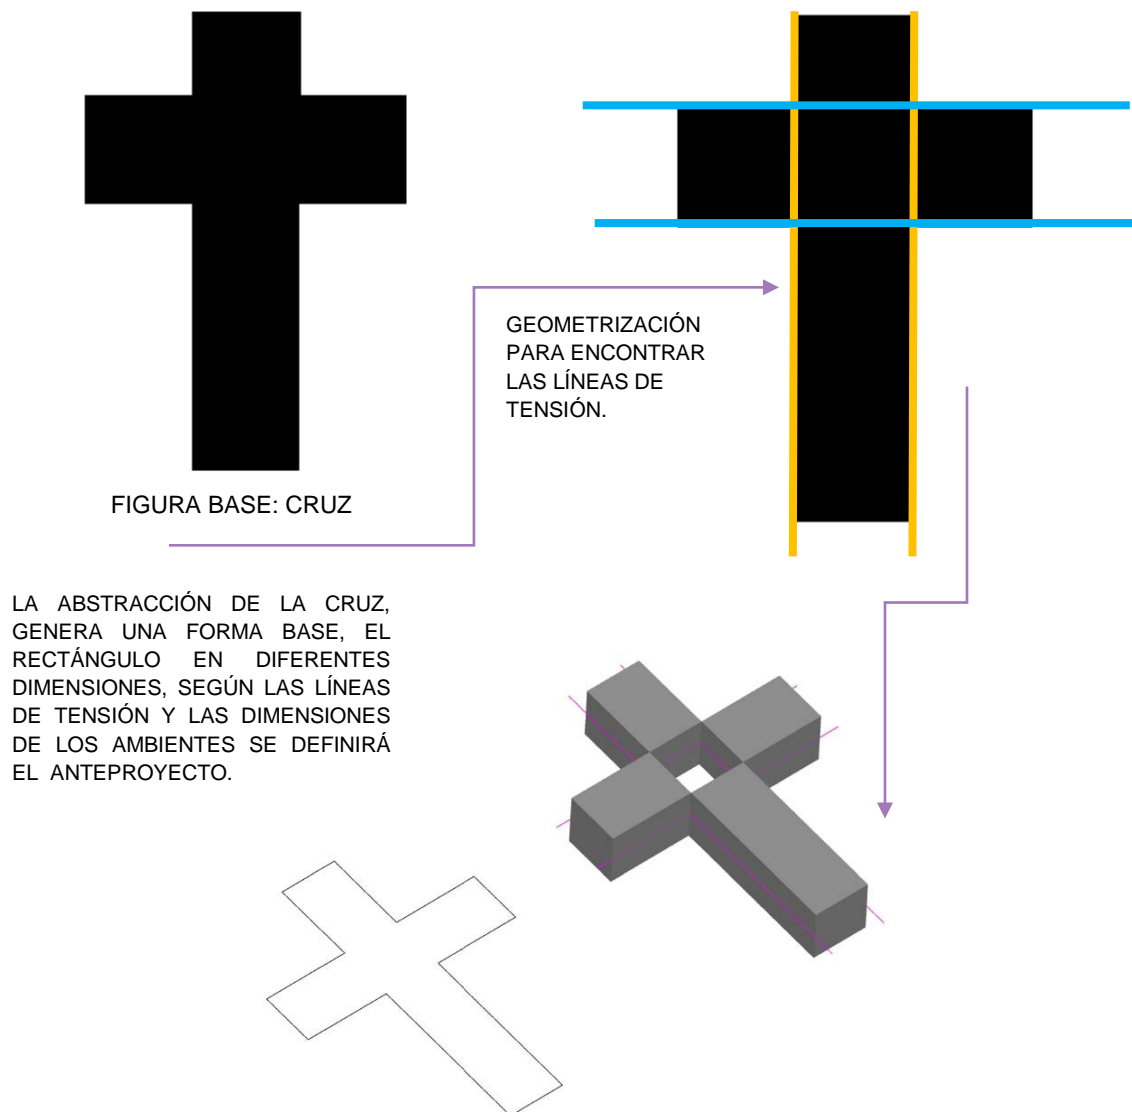 GEOMETRIZACIÓN
PARA ENCONTRAR
LAS LÍNEAS DE
TENSIÓN.
FIGURA BASE: CRUZ
LA ABSTRACCIÓN DE LA CRUZ,
GENERA UNA FORMA BASE, EL
RECTÁNGULO EN DIFERENTES
DIMENSIONES, SEGÚN LAS LÍNEAS
DE TENSIÓN Y LAS DIMENSIONES
DE LOS AMBIENTES SE DEFINIRÁ
EL ANTEPROYECTO.